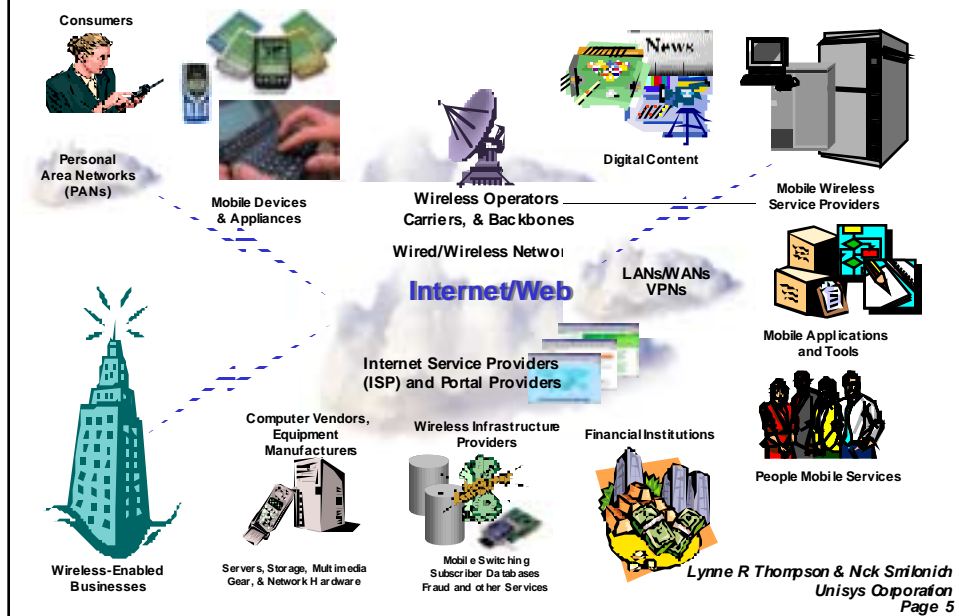 Consumers
News
Personal
Area Networks
(PANs)
Mobile Devices
& Appliances
Digital Content
Wireless Operators
Carriers, & Backbones
Mobile Wireless
Service Providers
Wired/Wireless Networ
Internet/Web
LANs/WANs
VPNs
Mobile Applications
and Tools
Internet Service Providers
(ISP) and Portal Providers
Computer Vendors,
Equipment
Manufacturers
Wireless Infrastructure
Providers
Financial Institutions
People Mobile Services
Wireless-Enabled
Businesses
Servers, Storage, Multimedia
Gear, & Network Hardware
Mobile Switching
Subscriber Databases
Fraud and other Services
Lynne R Thompson & Nick Smilonich
Unisys Corporation
Page 5